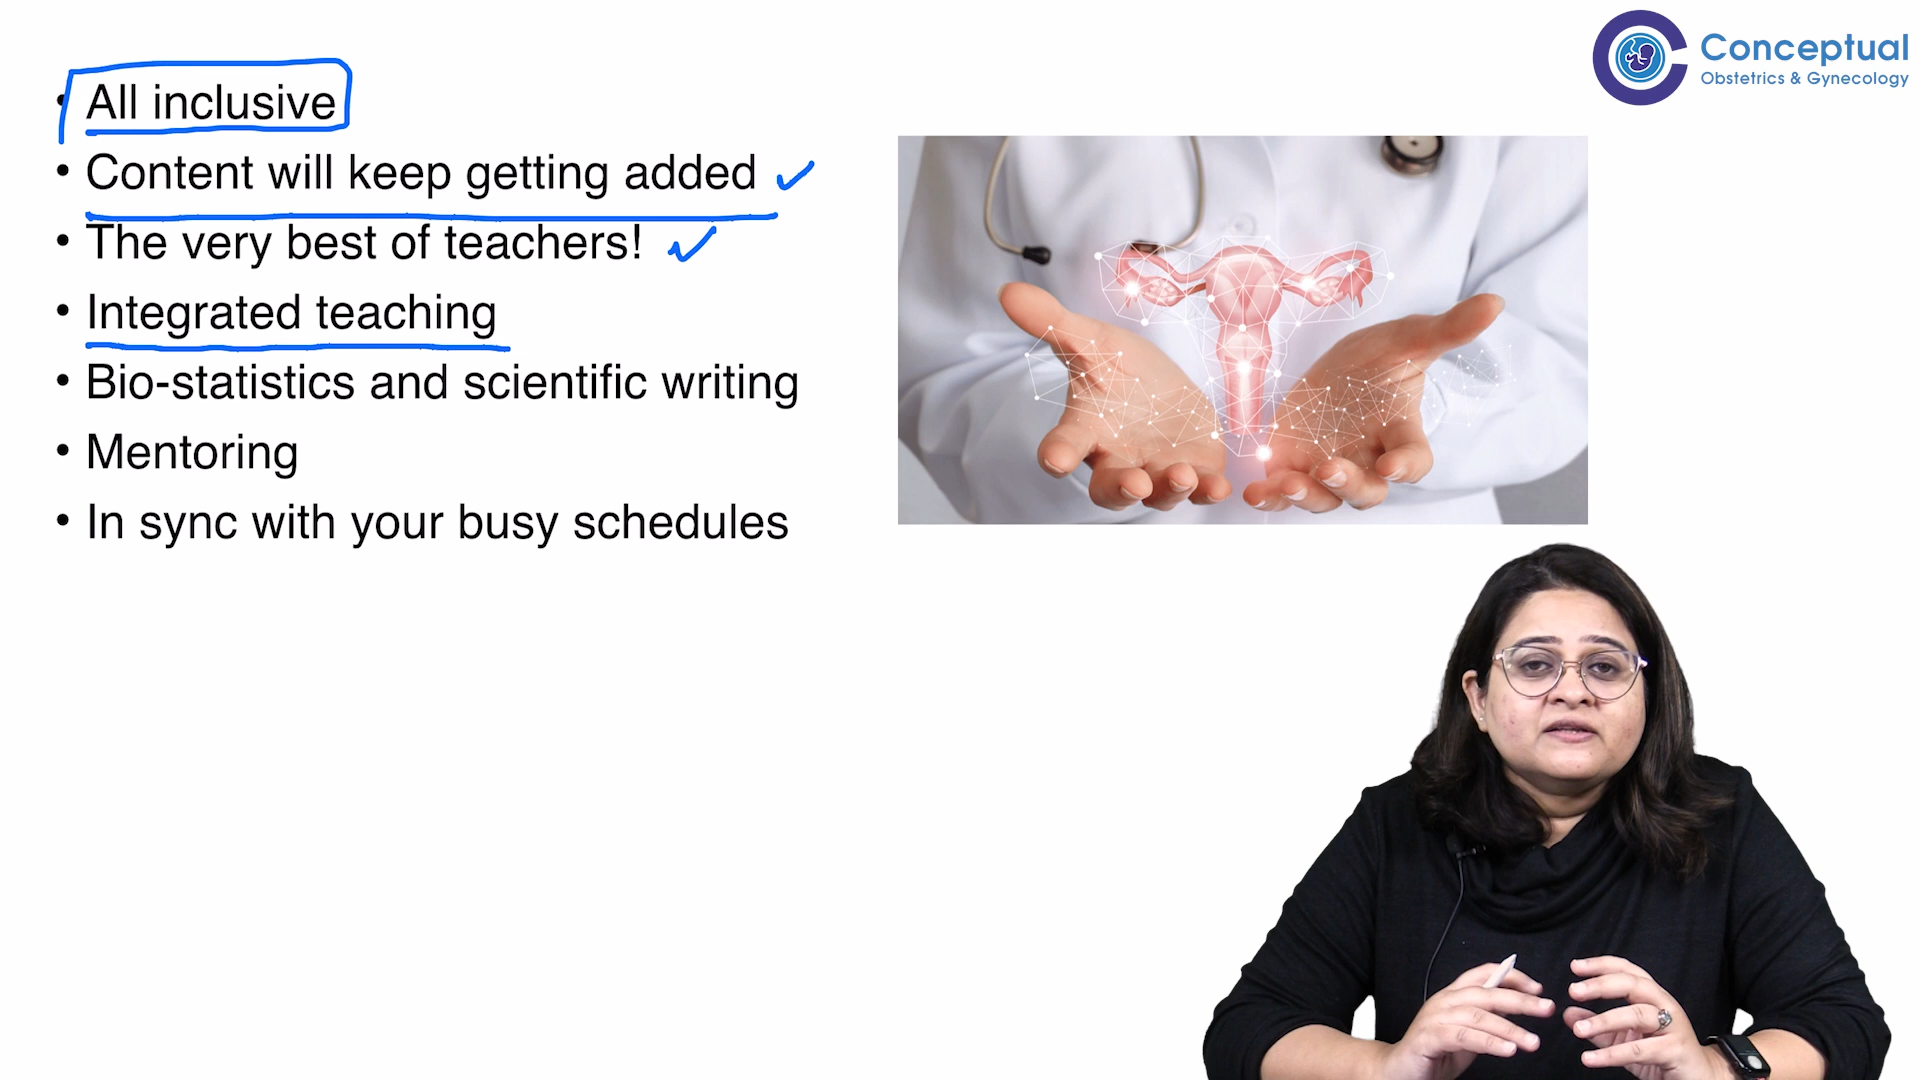 • All inclusive
• Content will keep getting added
• The very best of teachers!
• Integrated teaching
• Bio-statistics and scientific writing
• Mentoring
• In sync with your busy schedules
Conceptual
Obstetrics & Gynecology